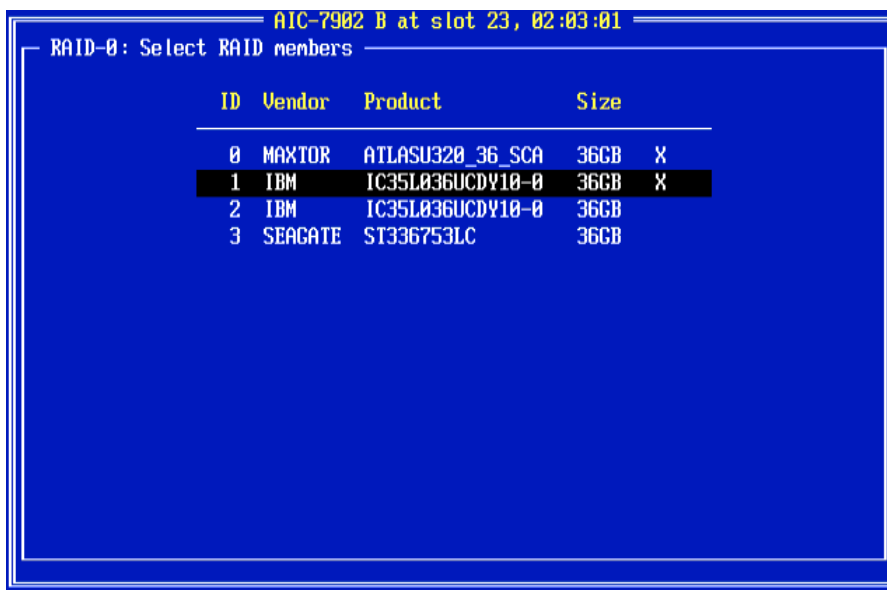 AIC-7902 B at slot 23, 02:03:01
RAID-0: Select RAID members
ID Vendor Product Size
0 MAXTOR ATLASU320_36_SCA 36GB X
1 IBM IC35L036UCDY10-0 36GB X
2 IBM IC35L036UCDY10-0 36GB
3 SEAGATE ST336753LC 36GB